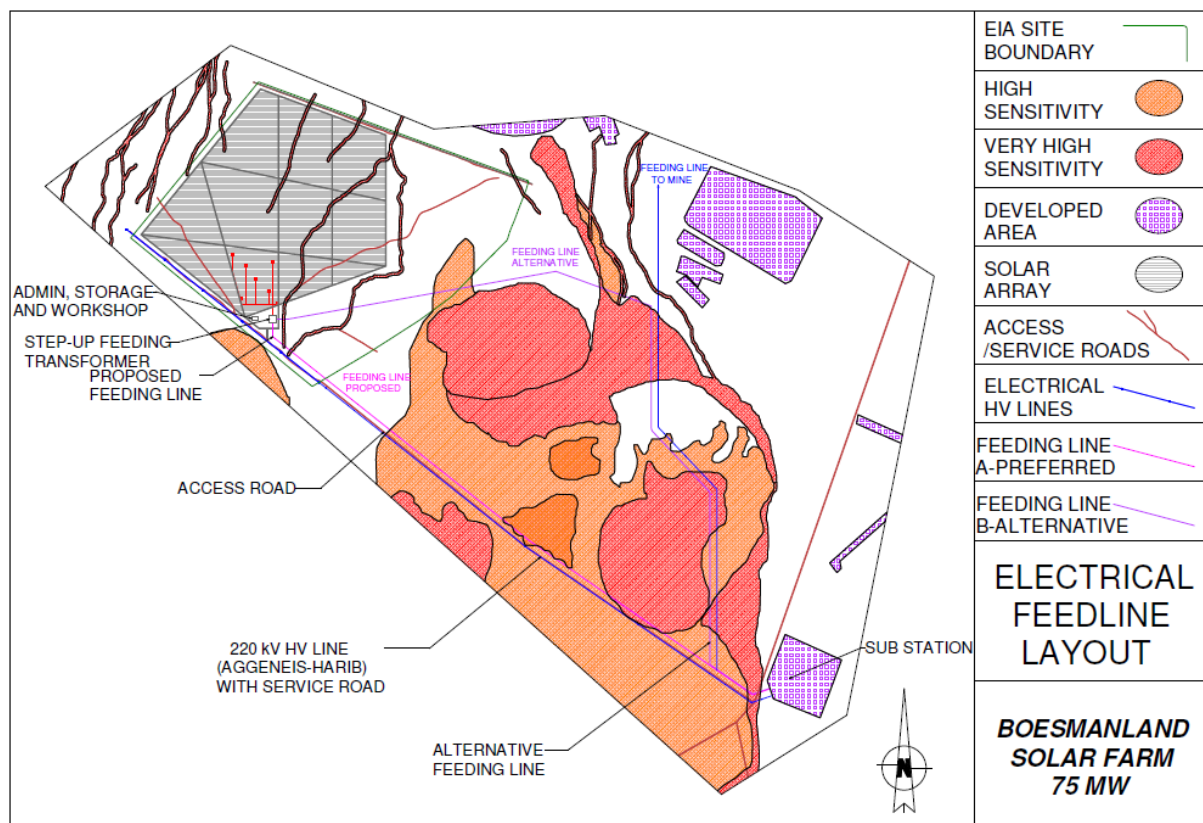 FEEDING LINE
TO MINE
FEEDING LINE
ALTERNATIVE
ADMIN, STORAGE
AND WORKSHOP
STEP-UP FEEDING
TRANSFORMER
PROPOSED
FEEDING LINE
FEEDING LINE
PROPOSED
ACCESS ROAD
220 kV HV LINE
(AGGENEIS-HARIB)
WITH SERVICE ROAD
SUB STATION
ALTERNATIVE
FEEDING LINE
N
EIA SITE
BOUNDARY
HIGH
SENSITIVITY
VERY HIGH
SENSITIVITY
DEVELOPED
AREA
SOLAR
ARRAY
ACCESS
/SERVICE ROADS
ELECTRICAL
HV LINES
FEEDING LINE
A-PREFERRED
FEEDING LINE
B-ALTERNATIVE
ELECTRICAL
FEEDLINE
LAYOUT
BOESMANLAND
SOLAR FARM
75 MW